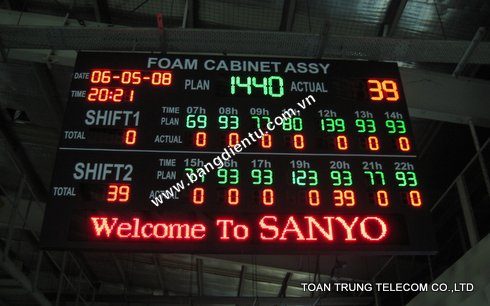 FOAM CABINET ASSY
DATE 06-05-08 PLAN 1440 ACTUAL 39
TIME 20:21
TIME 07h 08h 09h 12h 13h 14h
SHIFT1 PLAN 69 93 77 80 139 93 93
TOTAL 0 ACTUAL 0 0 0 0 0 0 0
TIME 15h 16h 17h 18h 20h 21h 22h
SHIFT2 PLAN 93 93 123 93 77 93
TOTAL 39 ACTUAL 0 0 0 0 39 0 0
www.bangdientu.com.vn
Welcome To SANYO
TOAN TRUNG TELECOM CO.,LTD